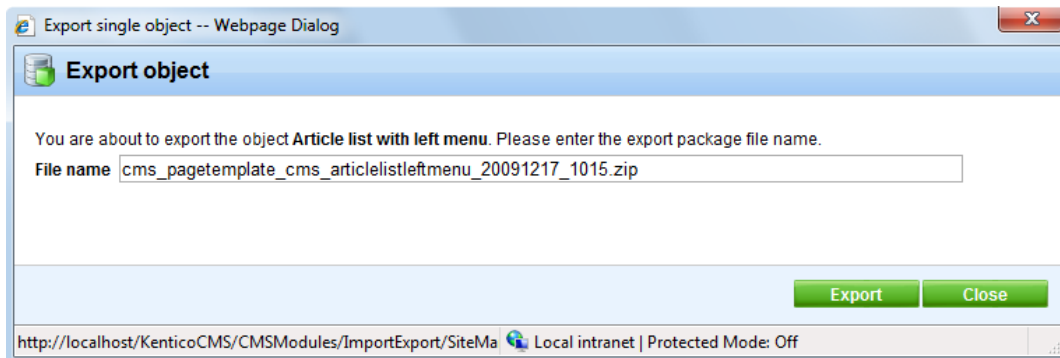 Export single object -- Webpage Dialog
Export object
You are about to export the object Article list with left menu. Please enter the export package file name.
File name cms_pagetemplate_cms_articlelistleftmenu_20091217_1015.zip
Export Close
http://localhost/KenticoCMS/CMSModules/ImportExport/SiteMa Local intranet | Protected Mode: Off